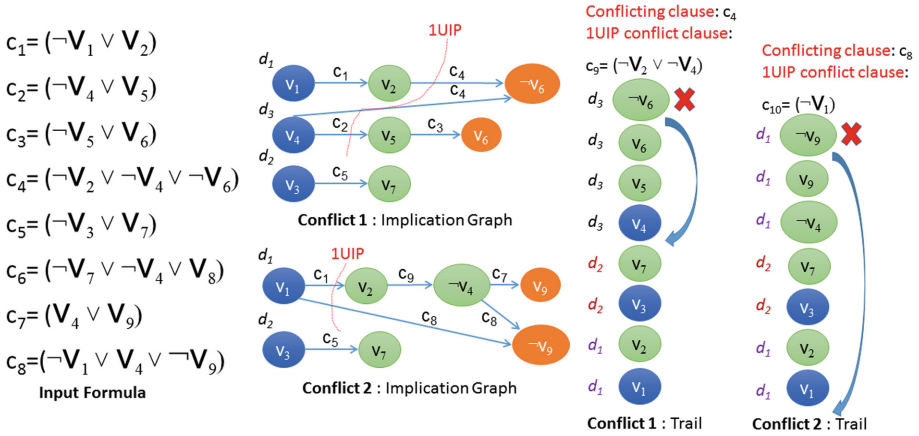 c1= (¬V1 ∨ V2)
c2= (¬V4 ∨ V5)
c3= (¬V5 ∨ V6)
c4= (¬V2 ∨ ¬V4 ∨ ¬V6)
c5= (¬V3 ∨ V7)
c6= (¬V7 ∨ ¬V4 ∨ V8)
c7= (V4 ∨ V9)
c8=(¬V1 ∨ V4 ∨ ¬V9)
Input Formula
1UIP
d1
V1 c1 V2 c4 ¬V6
c4
d3
V4 c2 V5 c3 V6
d2
V3 c5 V7
Conflict 1 : Implication Graph
1UIP
d1
V1 c1 V2 c9 ¬V4 c7 V9
c8 c8
d2
V3 c5 V7 ¬V9
Conflict 2 : Implication Graph
Conflicting clause: c4
1UIP conflict clause:
c9= (¬V2 ∨ ¬V4)
d3 ¬V6
d3 V6
d3 V5
d3 V4
d2 V7
d2 V3
d1 V2
d1 V1
Conflict 1 : Trail
Conflicting clause: c8
1UIP conflict clause:
c10= (¬V1)
d1 ¬V9
d1 V9
d1 ¬V4
d2 V7
d2 V3
d1 V2
d1 V1
Conflict 2 : Trail